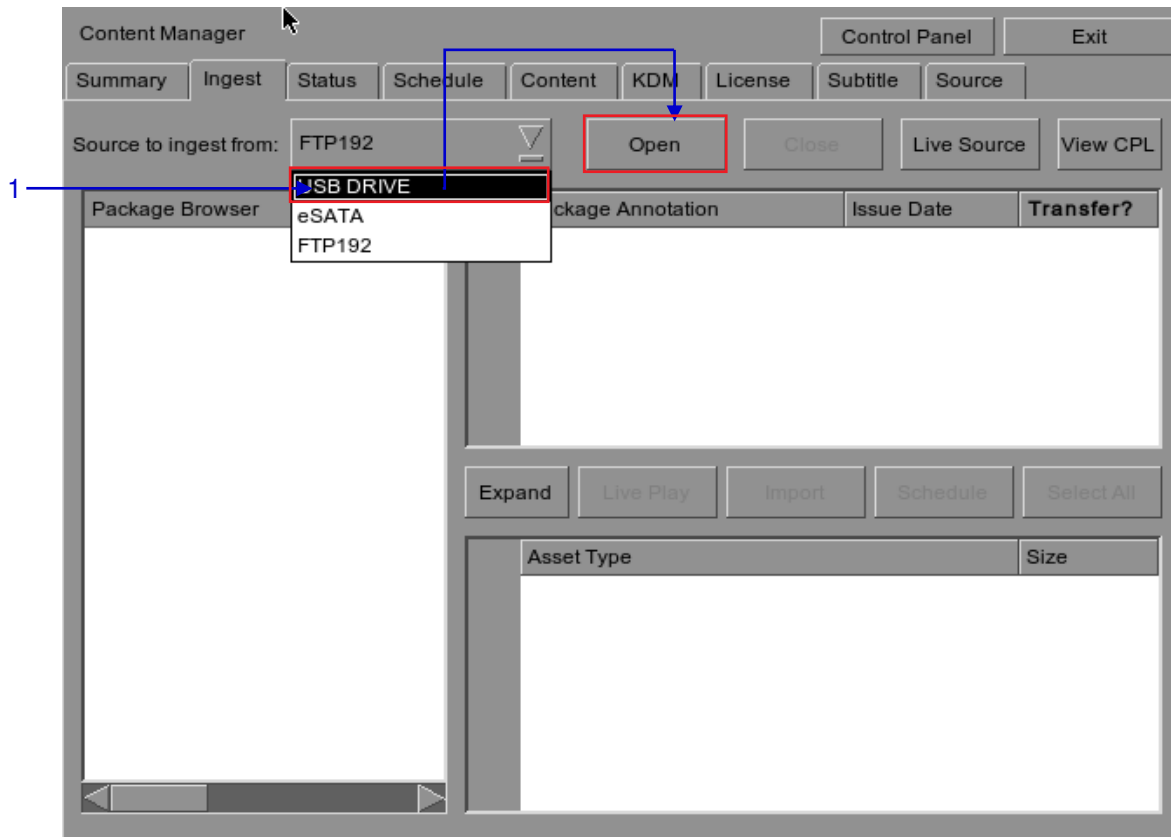 Content Manager Control Panel Exit
Summary Ingest Status Schedule Content KDM License Subtitle Source
Source to ingest from: FTP192 Open Close Live Source View CPL
1 USB DRIVE
Package Browser ckage Annotation Issue Date Transfer?
eSATA
FTP192
Expand Live Play Import Schedule Select All
Asset Type Size